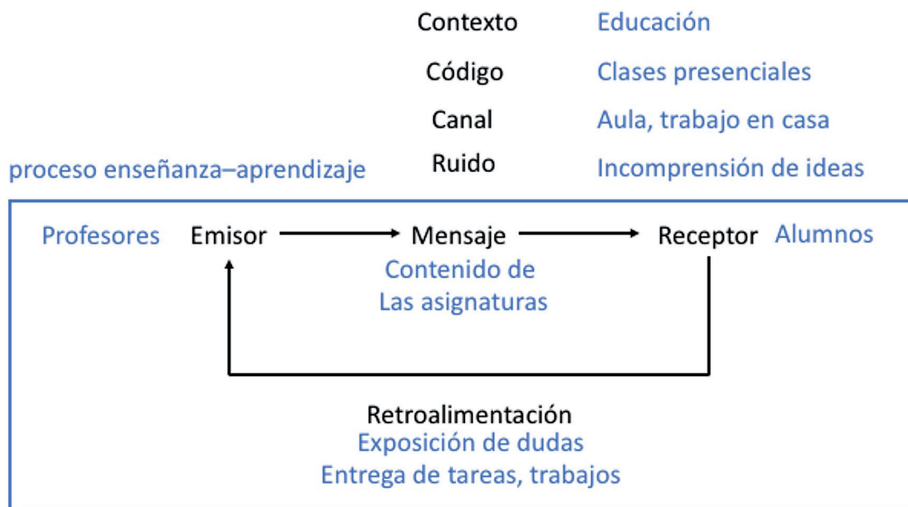 Contexto Educación
Código Clases presenciales
Canal Aula, trabajo en casa
Ruido Incomprensión de ideas
proceso enseñanza–aprendizaje
Profesores Emisor Mensaje Receptor Alumnos
Contenido de
Las asignaturas
Retroalimentación
Exposición de dudas
Entrega de tareas, trabajos